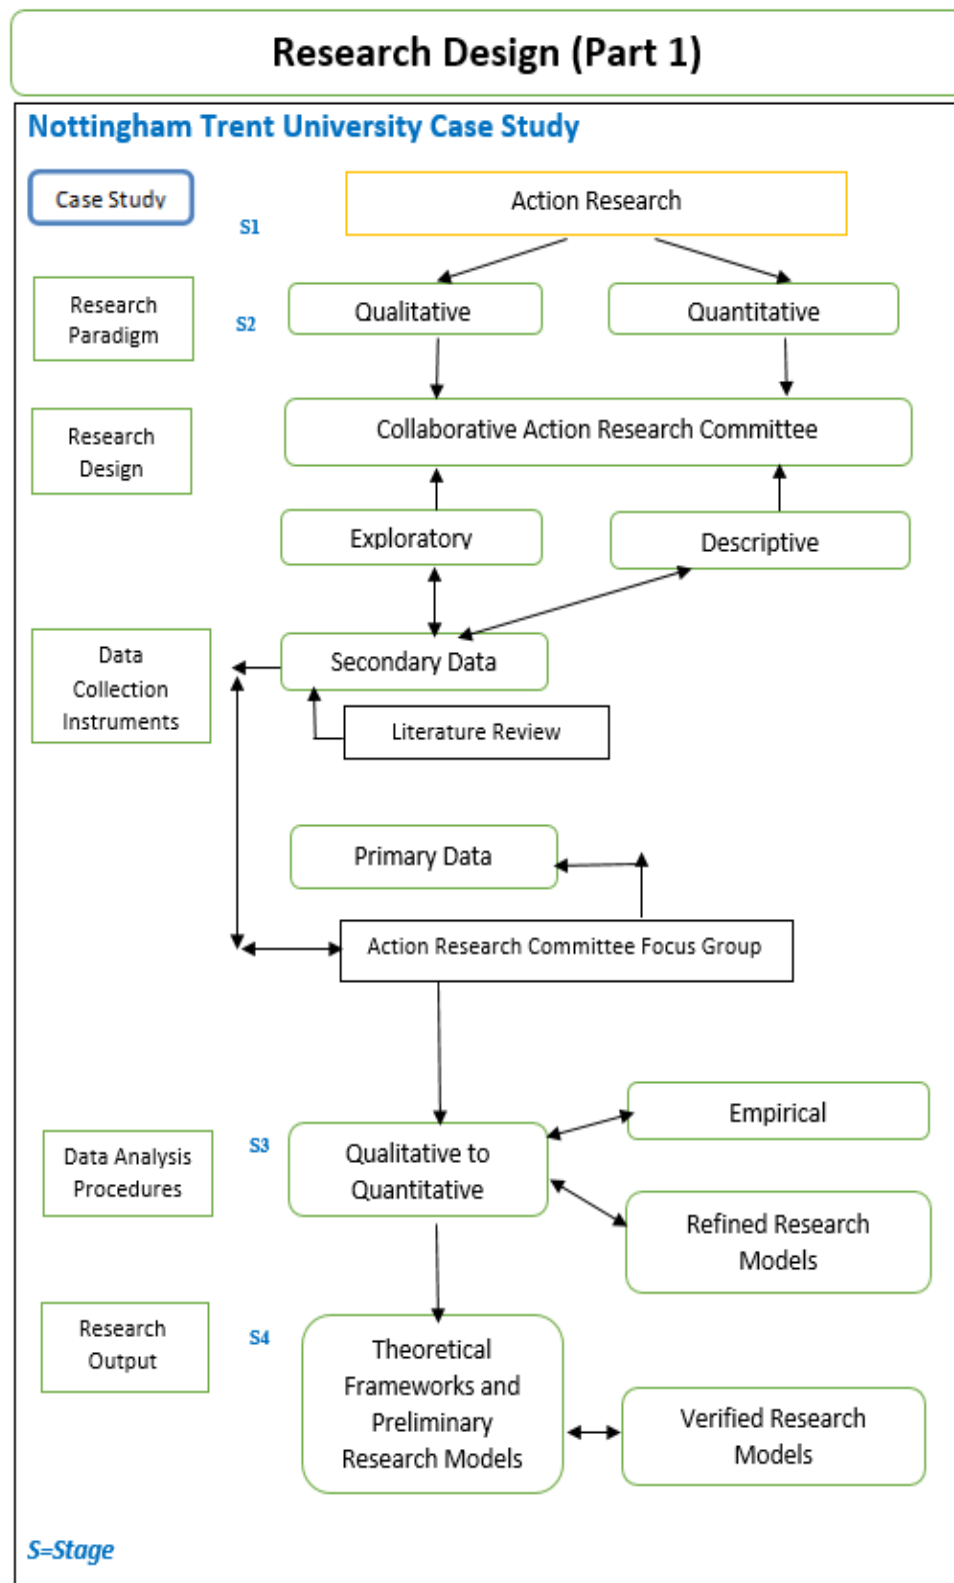 Research Design (Part 1)
Nottingham Trent University Case Study
Case Study
S1
Action Research
Research
Paradigm
S2
Qualitative
Quantitative
Research
Design
Collaborative Action Research Committee
Exploratory
Descriptive
Data
Collection
Instruments
Secondary Data
Literature Review
Primary Data
Action Research Committee Focus Group
Empirical
Data Analysis
Procedures
S3
Qualitative to
Quantitative
Refined Research
Models
Research
Output
S4
Theoretical
Frameworks and
Preliminary
Research Models
Verified Research
Models
S=Stage